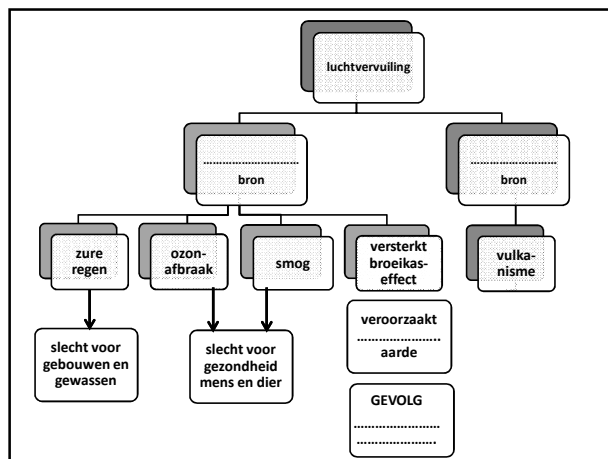 luchtvervuiling
..............................
bron
..............................
bron
zure
regen
ozon-
afbraak
smog
versterkt
broeikas-
effect
vulka-
nisme
slecht voor
gebouwen en
gewassen
slecht voor
gezondheid
mens en dier
veroorzaakt
.........................
aarde
GEVOLG
.........................
........................